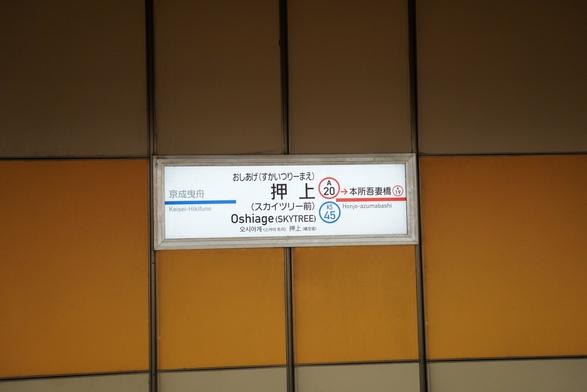 おしあげ(すかいつりーまえ)
押上
(スカイツリー前)
Oshiage(SKYTREE)
오시아게
押上
京成曳舟
Keisei-Hikifune
A
20
KS
45
→本所吾妻橋
A
19
Honjo-azumabashi